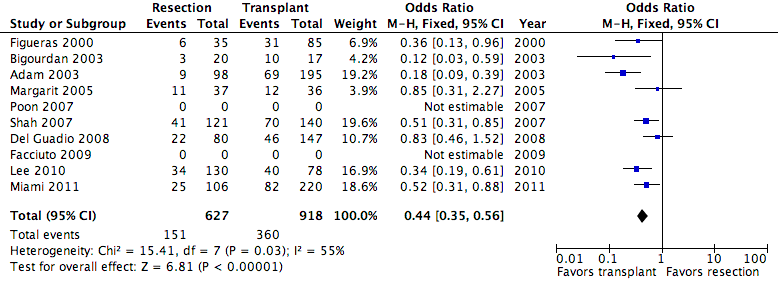 Resection Transplant Odds Ratio Odds Ratio
Study or Subgroup Events Total Events Total Weight M-H, Fixed, 95% CI Year M-H, Fixed, 95% CI
Figueras 2000 6 35 31 85 6.9% 0.36 [0.13, 0.96] 2000
Bigourdan 2003 3 20 10 17 4.2% 0.12 [0.03, 0.59] 2003
Adam 2003 9 98 69 195 19.2% 0.18 [0.09, 0.39] 2003
Margarit 2005 11 37 12 36 3.9% 0.85 [0.31, 2.27] 2005
Poon 2007 0 0 0 0 Not estimable 2007
Shah 2007 41 121 70 140 19.6% 0.51 [0.31, 0.85] 2007
Del Guadio 2008 22 80 46 147 10.7% 0.83 [0.46, 1.52] 2008
Facciuto 2009 0 0 0 0 Not estimable 2009
Lee 2010 34 130 40 78 16.9% 0.34 [0.19, 0.61] 2010
Miami 2011 25 106 82 220 18.6% 0.52 [0.31, 0.88] 2011
Total (95% CI) 627 918 100.0% 0.44 [0.35, 0.56]
Total events 151 360
Heterogeneity: Chi² = 15.41, df = 7 (P = 0.03); I² = 55%
Test for overall effect: Z = 6.81 (P < 0.00001)
0.01 0.1 1 10 100
Favors transplant Favors resection